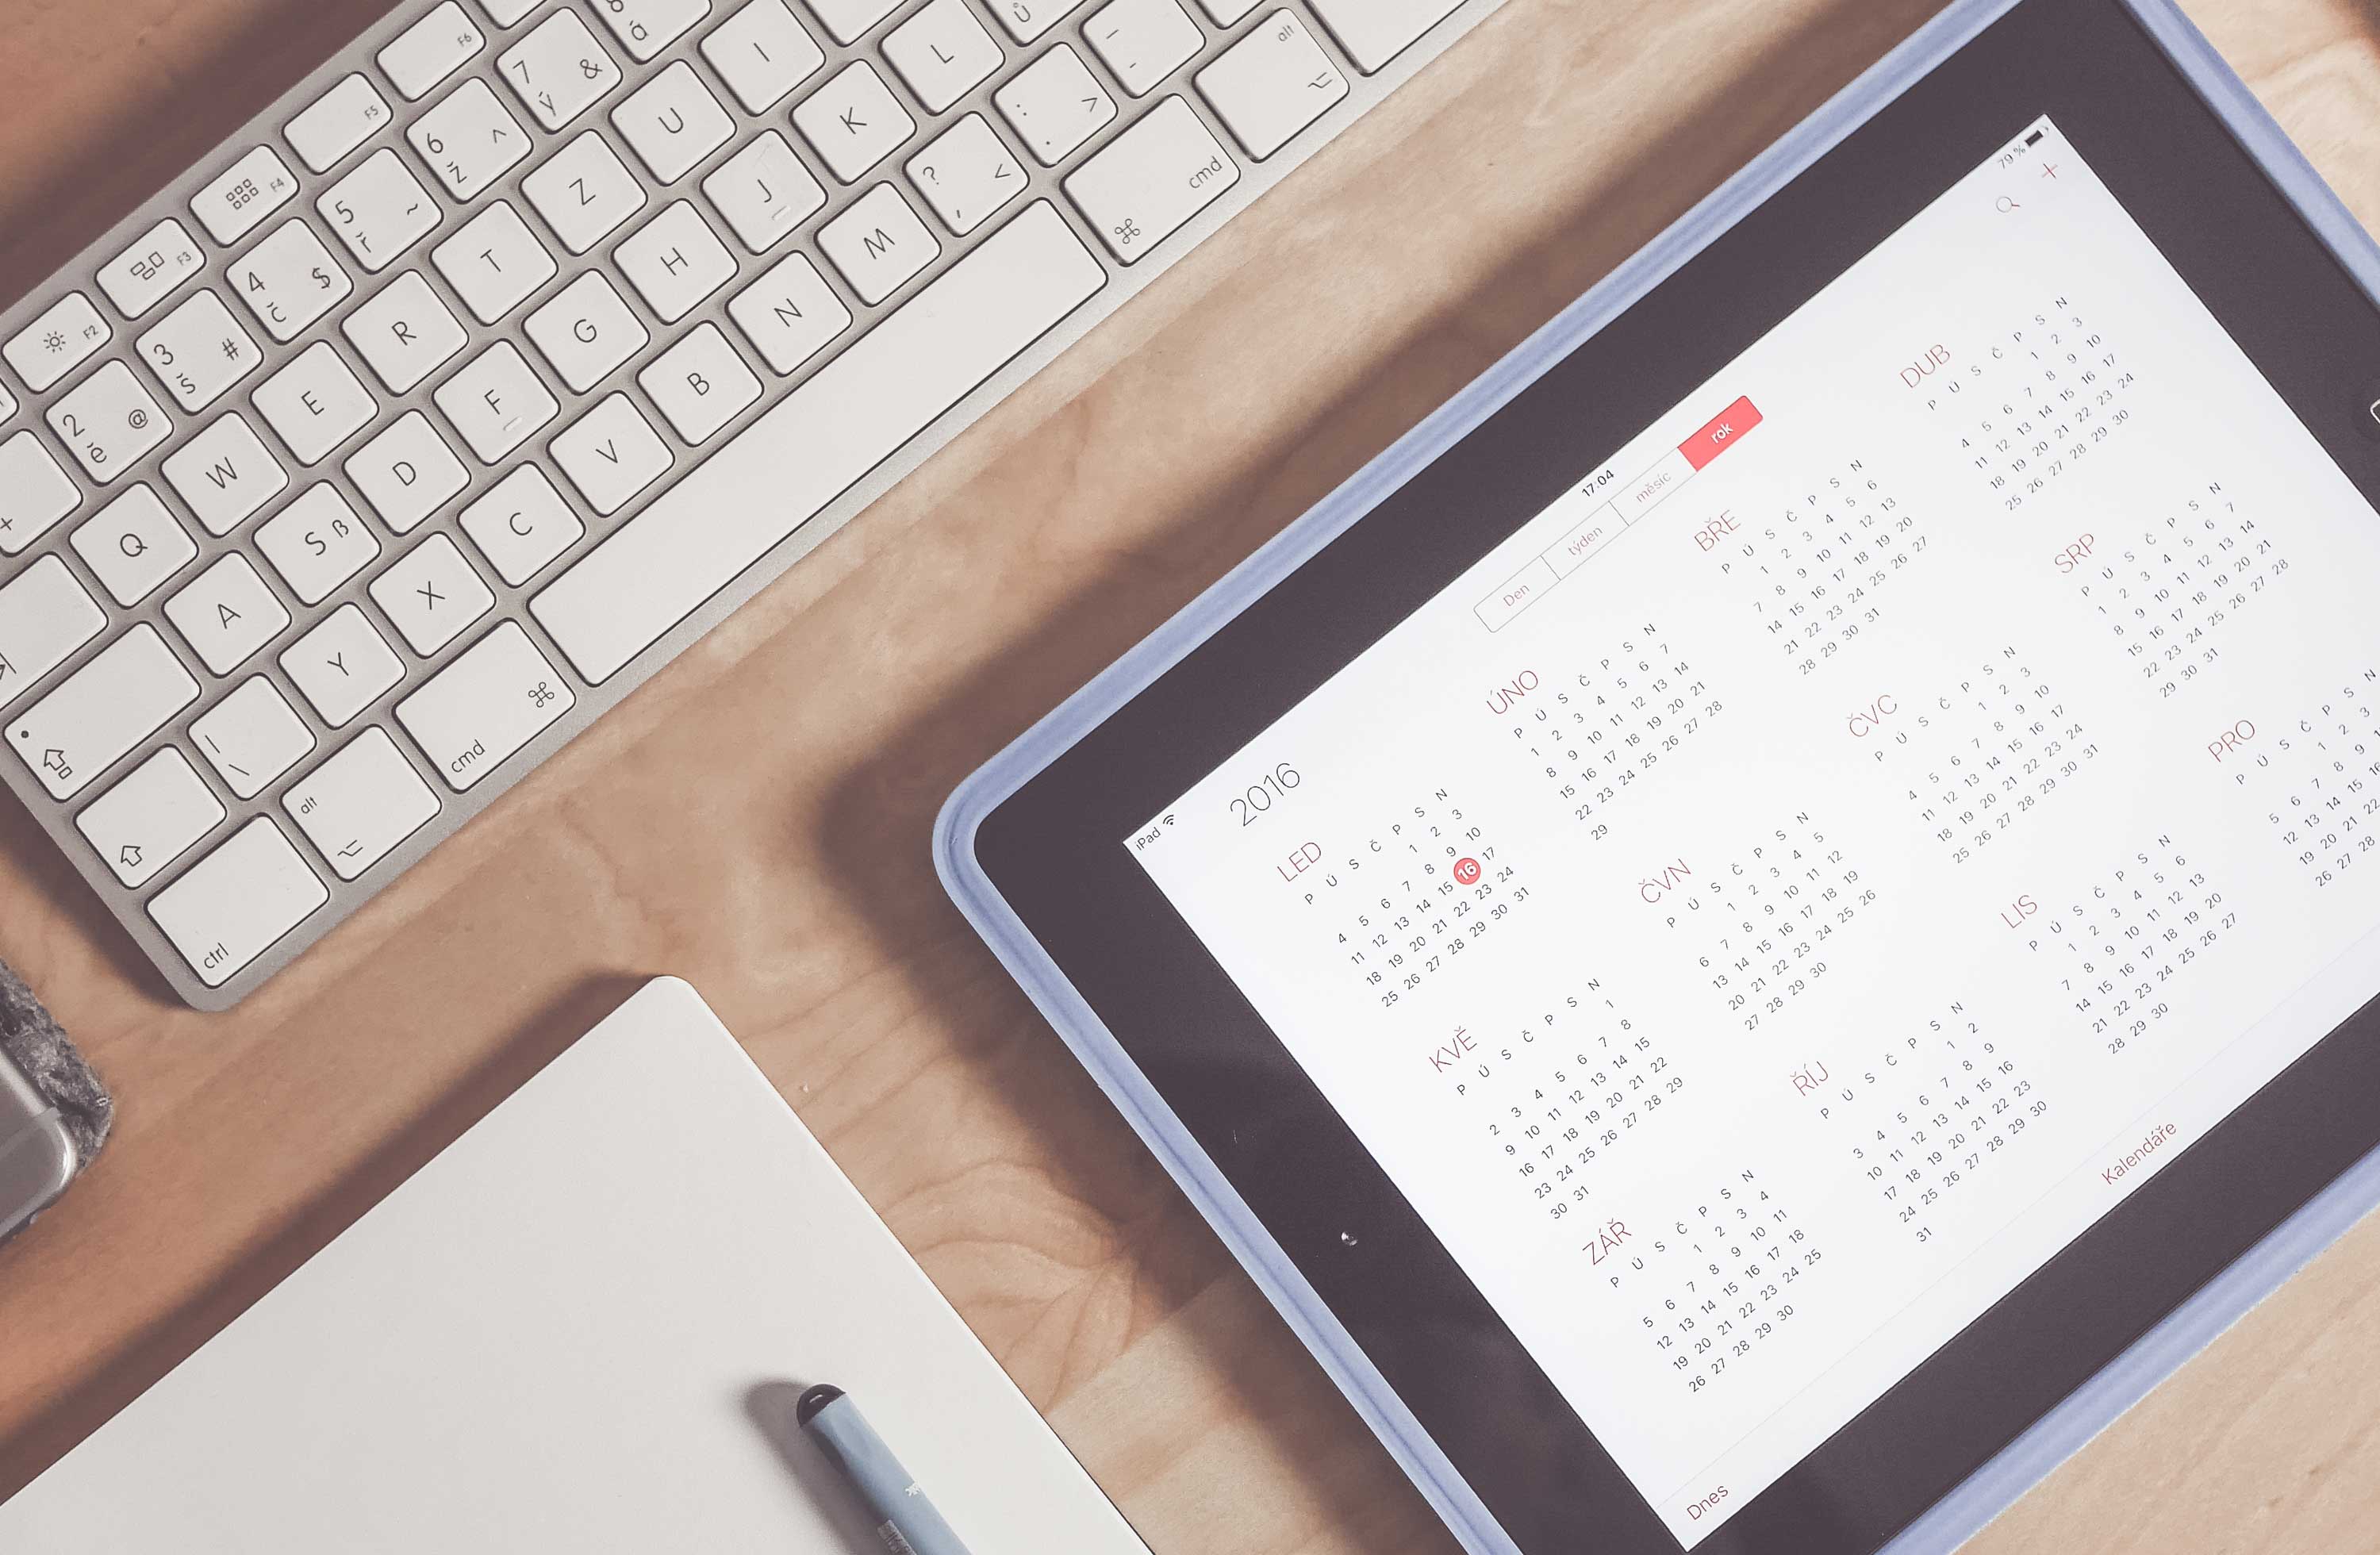 F2 F3 F4 F5 F6
+
2 @ ě
3 # š
4 $ č
5 ~ ř
6 ^ ž
7 & ý
á
Q W E R T Z U I
A S ß D F G H J K L ů
| \ Y X C V B N M ? , < : . > _ -
ctrl alt cmd cmd alt
iPad 17:04 79 %
Den týden měsíc rok
2016
LED
P Ú S Č P S N
1 2 3
4 5 6 7 8 9 10
11 12 13 14 15 16 17
18 19 20 21 22 23 24
25 26 27 28 29 30 31
ÚNO
P Ú S Č P S N
1 2 3 4 5 6 7
8 9 10 11 12 13 14
15 16 17 18 19 20 21
22 23 24 25 26 27 28
29
BŘE
P Ú S Č P S N
1 2 3 4 5 6
7 8 9 10 11 12 13
14 15 16 17 18 19 20
21 22 23 24 25 26 27
28 29 30 31
DUB
P Ú S Č P S N
1 2 3
4 5 6 7 8 9 10
11 12 13 14 15 16 17
18 19 20 21 22 23 24
25 26 27 28 29 30
KVĚ
P Ú S Č P S N
1
2 3 4 5 6 7 8
9 10 11 12 13 14 15
16 17 18 19 20 21 22
23 24 25 26 27 28 29
30 31
ČVN
P Ú S Č P S N
1 2 3 4 5
6 7 8 9 10 11 12
13 14 15 16 17 18 19
20 21 22 23 24 25 26
27 28 29 30
ČVC
P Ú S Č P S N
1 2 3
4 5 6 7 8 9 10
11 12 13 14 15 16 17
18 19 20 21 22 23 24
25 26 27 28 29 30 31
SRP
P Ú S Č P S N
1 2 3 4 5 6 7
8 9 10 11 12 13 14
15 16 17 18 19 20 21
22 23 24 25 26 27 28
29 30 31
ZÁŘ
P Ú S Č P S N
1 2 3 4
5 6 7 8 9 10 11
12 13 14 15 16 17 18
19 20 21 22 23 24 25
26 27 28 29 30
ŘÍJ
P Ú S Č P S N
1 2
3 4 5 6 7 8 9
10 11 12 13 14 15 16
17 18 19 20 21 22 23
24 25 26 27 28 29 30
31
LIS
P Ú S Č P S N
1 2 3 4 5 6
7 8 9 10 11 12 13
14 15 16 17 18 19 20
21 22 23 24 25 26 27
28 29 30
PRO
P Ú S Č P S N
1 2 3
5 6 7 8 9
12 13 14 15 16
19 20 21 22
26 27 28
Dnes Kalendáře